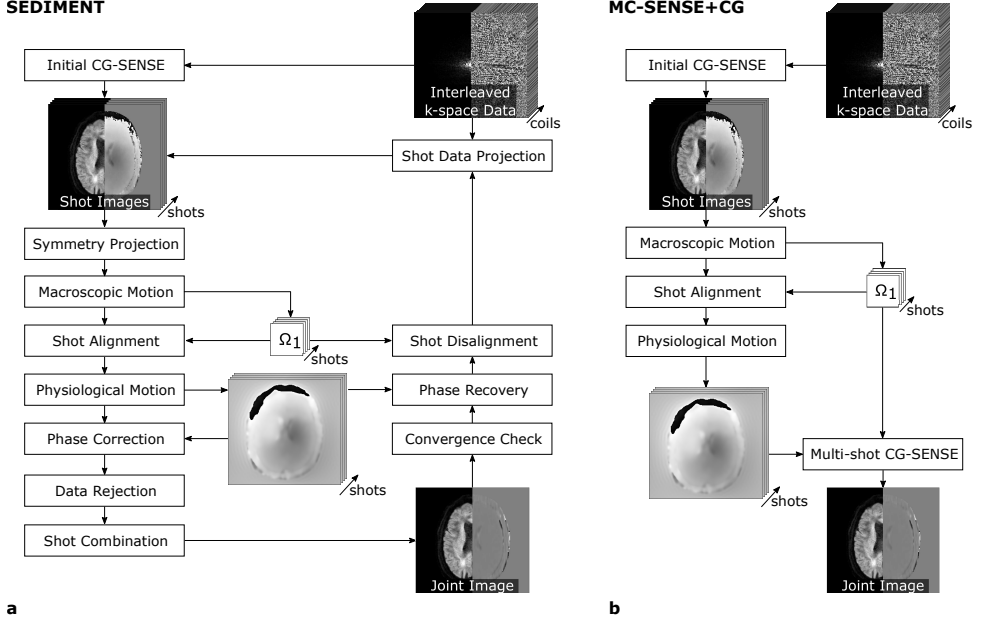 SEDIMENT
Initial CG-SENSE
Interleaved
k-space Data
coils
Shot Data Projection
Shot Images
shots
Symmetry Projection
Macroscopic Motion
Ω1
shots
Shot Alignment
Shot Disalignment
Physiological Motion
Phase Recovery
Phase Correction
Convergence Check
shots
Data Rejection
Shot Combination
Joint Image
a
MC-SENSE+CG
Initial CG-SENSE
Interleaved
k-space Data
coils
Shot Images
shots
Macroscopic Motion
Shot Alignment
Ω1
shots
Physiological Motion
Multi-shot CG-SENSE
shots
Joint Image
b